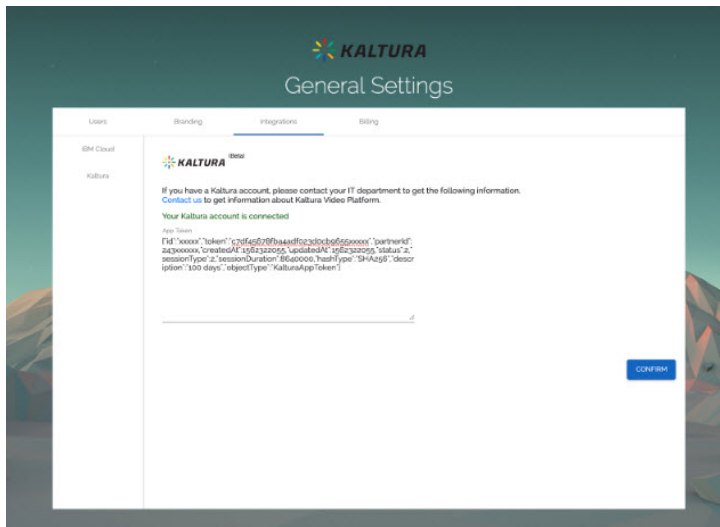 KALTURA
General Settings
Users
Branding
Integrations
Billing
IBM Cloud
Kaltura
KALTURA (Beta)
If you have a Kaltura account, please contact your IT department to get the following information.
Contact us to get information about Kaltura Video Platform.
Your Kaltura account is connected
App Token
{"id":"xxxxx","token":"c7df45678fba4adf023d0cb9655xxxxx","partnerId":
243xxxxxx,"createdAt":1562322055,"updatedAt":1562322055,"status":2,"
sessionType":2,"sessionDuration":8640000,"hashType":"SHA256","descr
iption":"100 days","objectType":"KalturaAppToken"}
CONFIRM